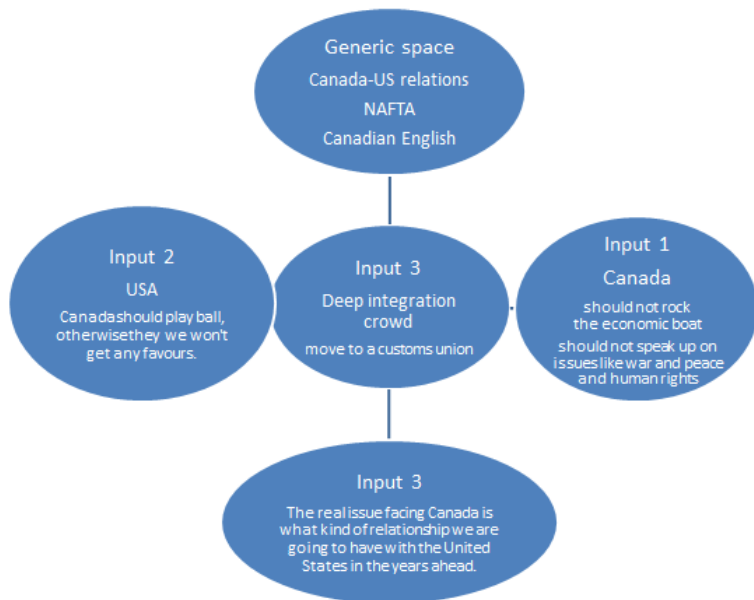 Generic space
Canada-US relations
NAFTA
Canadian English
Input 2
USA
Canadashould play ball,
otherwisethey we won't
get any favours.
Input 3
Deep integration
crowd
move to a customs union
Input 1
Canada
should not rock
the economic boat
should not speak up on
issues like war and peace
and human rights
Input 3
The real issue facing Canada is
what kind of relationship we are
going to have with the United
States in the years ahead.